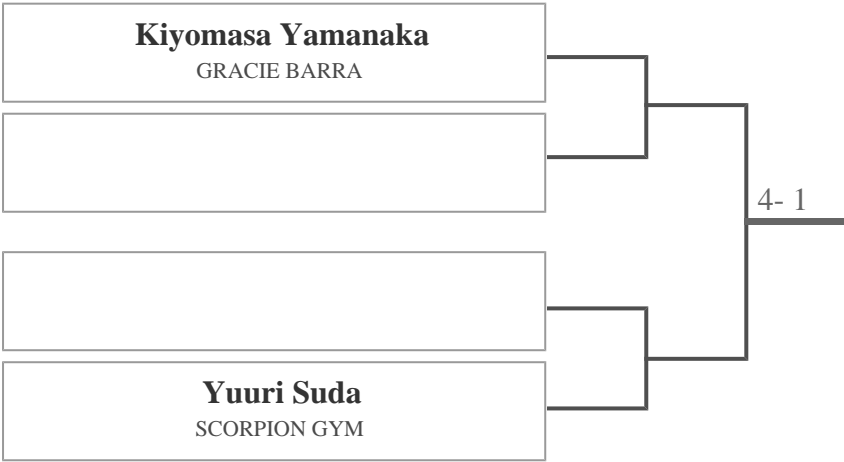 Kiyomasa Yamanaka
GRACIE BARRA
4- 1
Yuuri Suda
SCORPION GYM